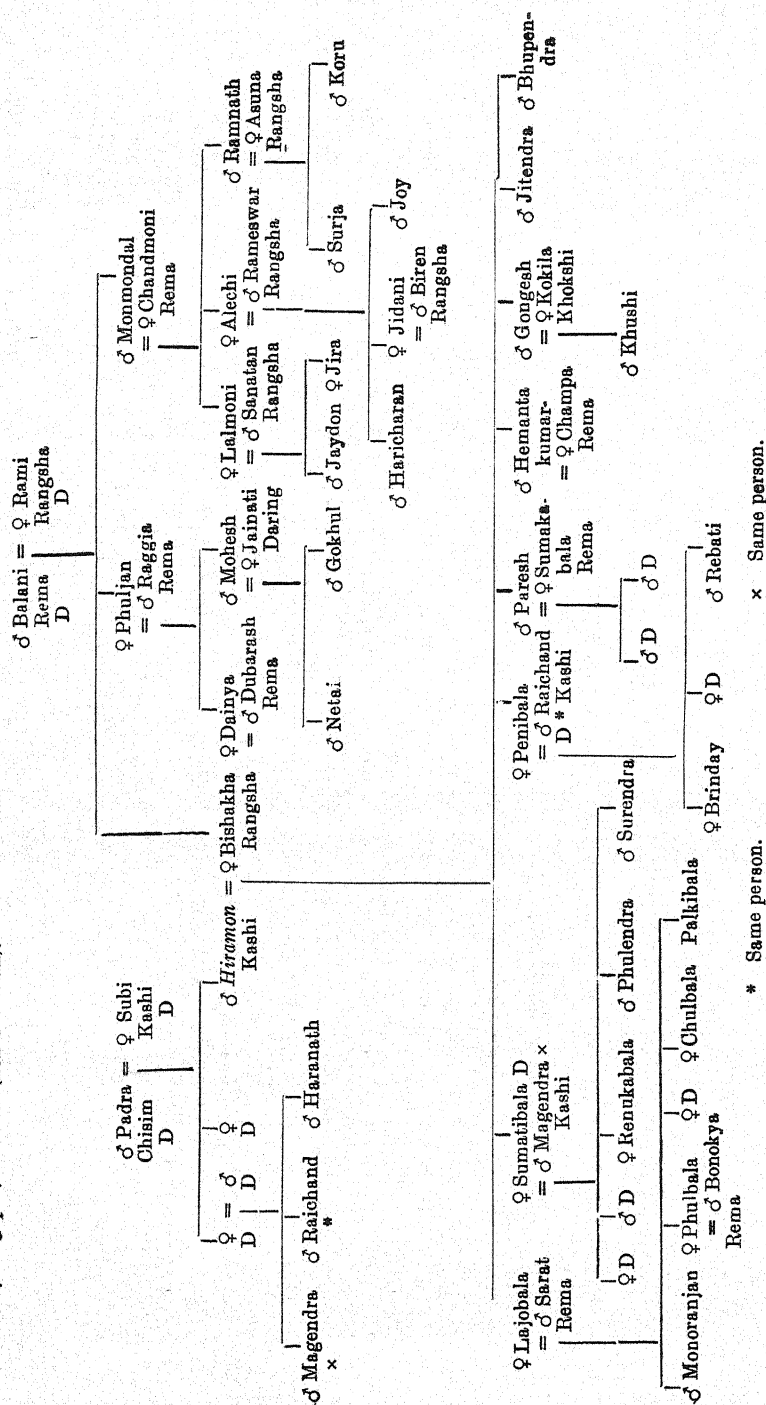 ♂ Balani = ♀ Rami
Rema Rangsha
D D
♂ Padra = ♀ Subi
Chisim Kashi
D D
♀ Phuljan
= ♂ Raggia
Rema
♂ Monmondal
= ♀ Chandmoni
Rema
♀ = ♂ ♀
D D D
♂ Hiramon = ♀ Bishakha
Kashi Rangsha
♀ Dainya
= ♂ Dubarash
Rema
♂ Mohesh
= ♀ Jainati
Daring
♀ Lalmoni
= ♂ Sanatan
Rangsha
♀ Alechi
= ♂ Rameswar
Rangsha
♂ Ramnath
= ♀ Asuna
Rangsha
♂ Magendra ♂ Raichand ♂ Haranath
× *
♂ Netai ♂ Gokhul
♂ Jaydon ♀ Jira
♂ Surja ♂ Koru
♂ Haricharan ♀ Jidani ♂ Joy
= ♂ Biren
Rangsha
♀ Lajobala
= ♂ Sarat
Rema
♀ Sumatibala D
= ♂ Magendra ×
Kashi
♀ Penibala
= ♂ Raichand
D * Kashi
♂ Paresh
= ♀ Sumaka-
bala
Rema
♂ Hemanta
kumar-
= ♀ Champa
Rema
♂ Gongesh
= ♀ Kokila
Khokshi
♂ Jitendra ♂ Bhupen-
dra
♀ D ♂ D ♀ Renukabala ♂ Phulendra ♂ Surendra
♂ D ♂ D
♂ Khushi
♂ Monoranjan ♀ Phulbala ♀ D ♀ Chulbala Palkibala
= ♂ Bonokya
Rema
♀ Brinday ♀ D ♂ Rebati
* Same person. × Same person.